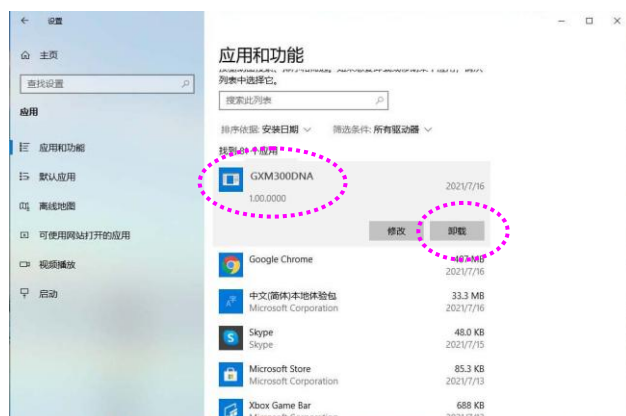 设置
主页
查找设置
应用
应用和功能
默认应用
离线地图
可使用网站打开的应用
视频播放
启动
应用和功能
列表中选择它。
搜索此列表
排序依据: 安装日期 筛选条件: 所有驱动器
个应用
GXM300DNA
1.00.0000
2021/7/16
修改 卸载
Google Chrome
2021/7/16
中文(简体)本地体验包 33.3 MB
Microsoft Corporation 2021/7/16
Skype 48.0 KB
Skype 2021/7/15
Microsoft Store 85.3 KB
Microsoft Corporation 2021/7/13
Xbox Game Bar 688 KB